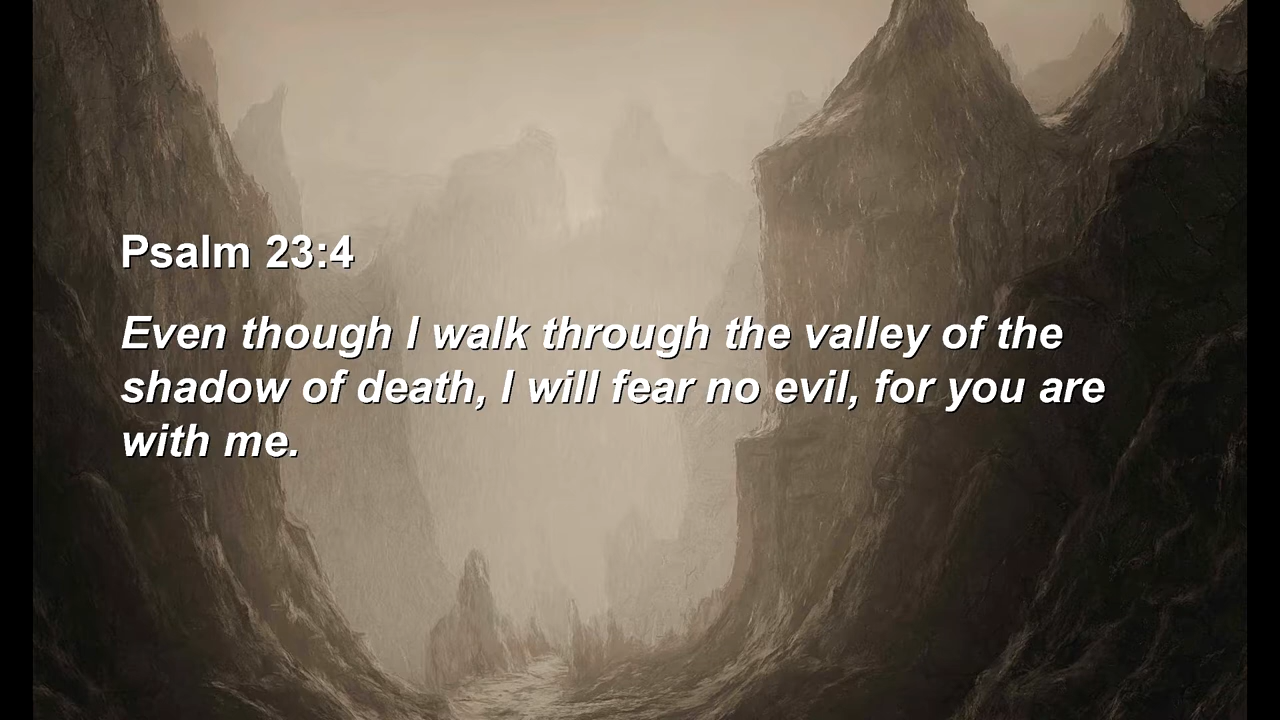 Psalm 23:4
Even though I walk through the valley of the
shadow of death, I will fear no evil, for you are
with me.